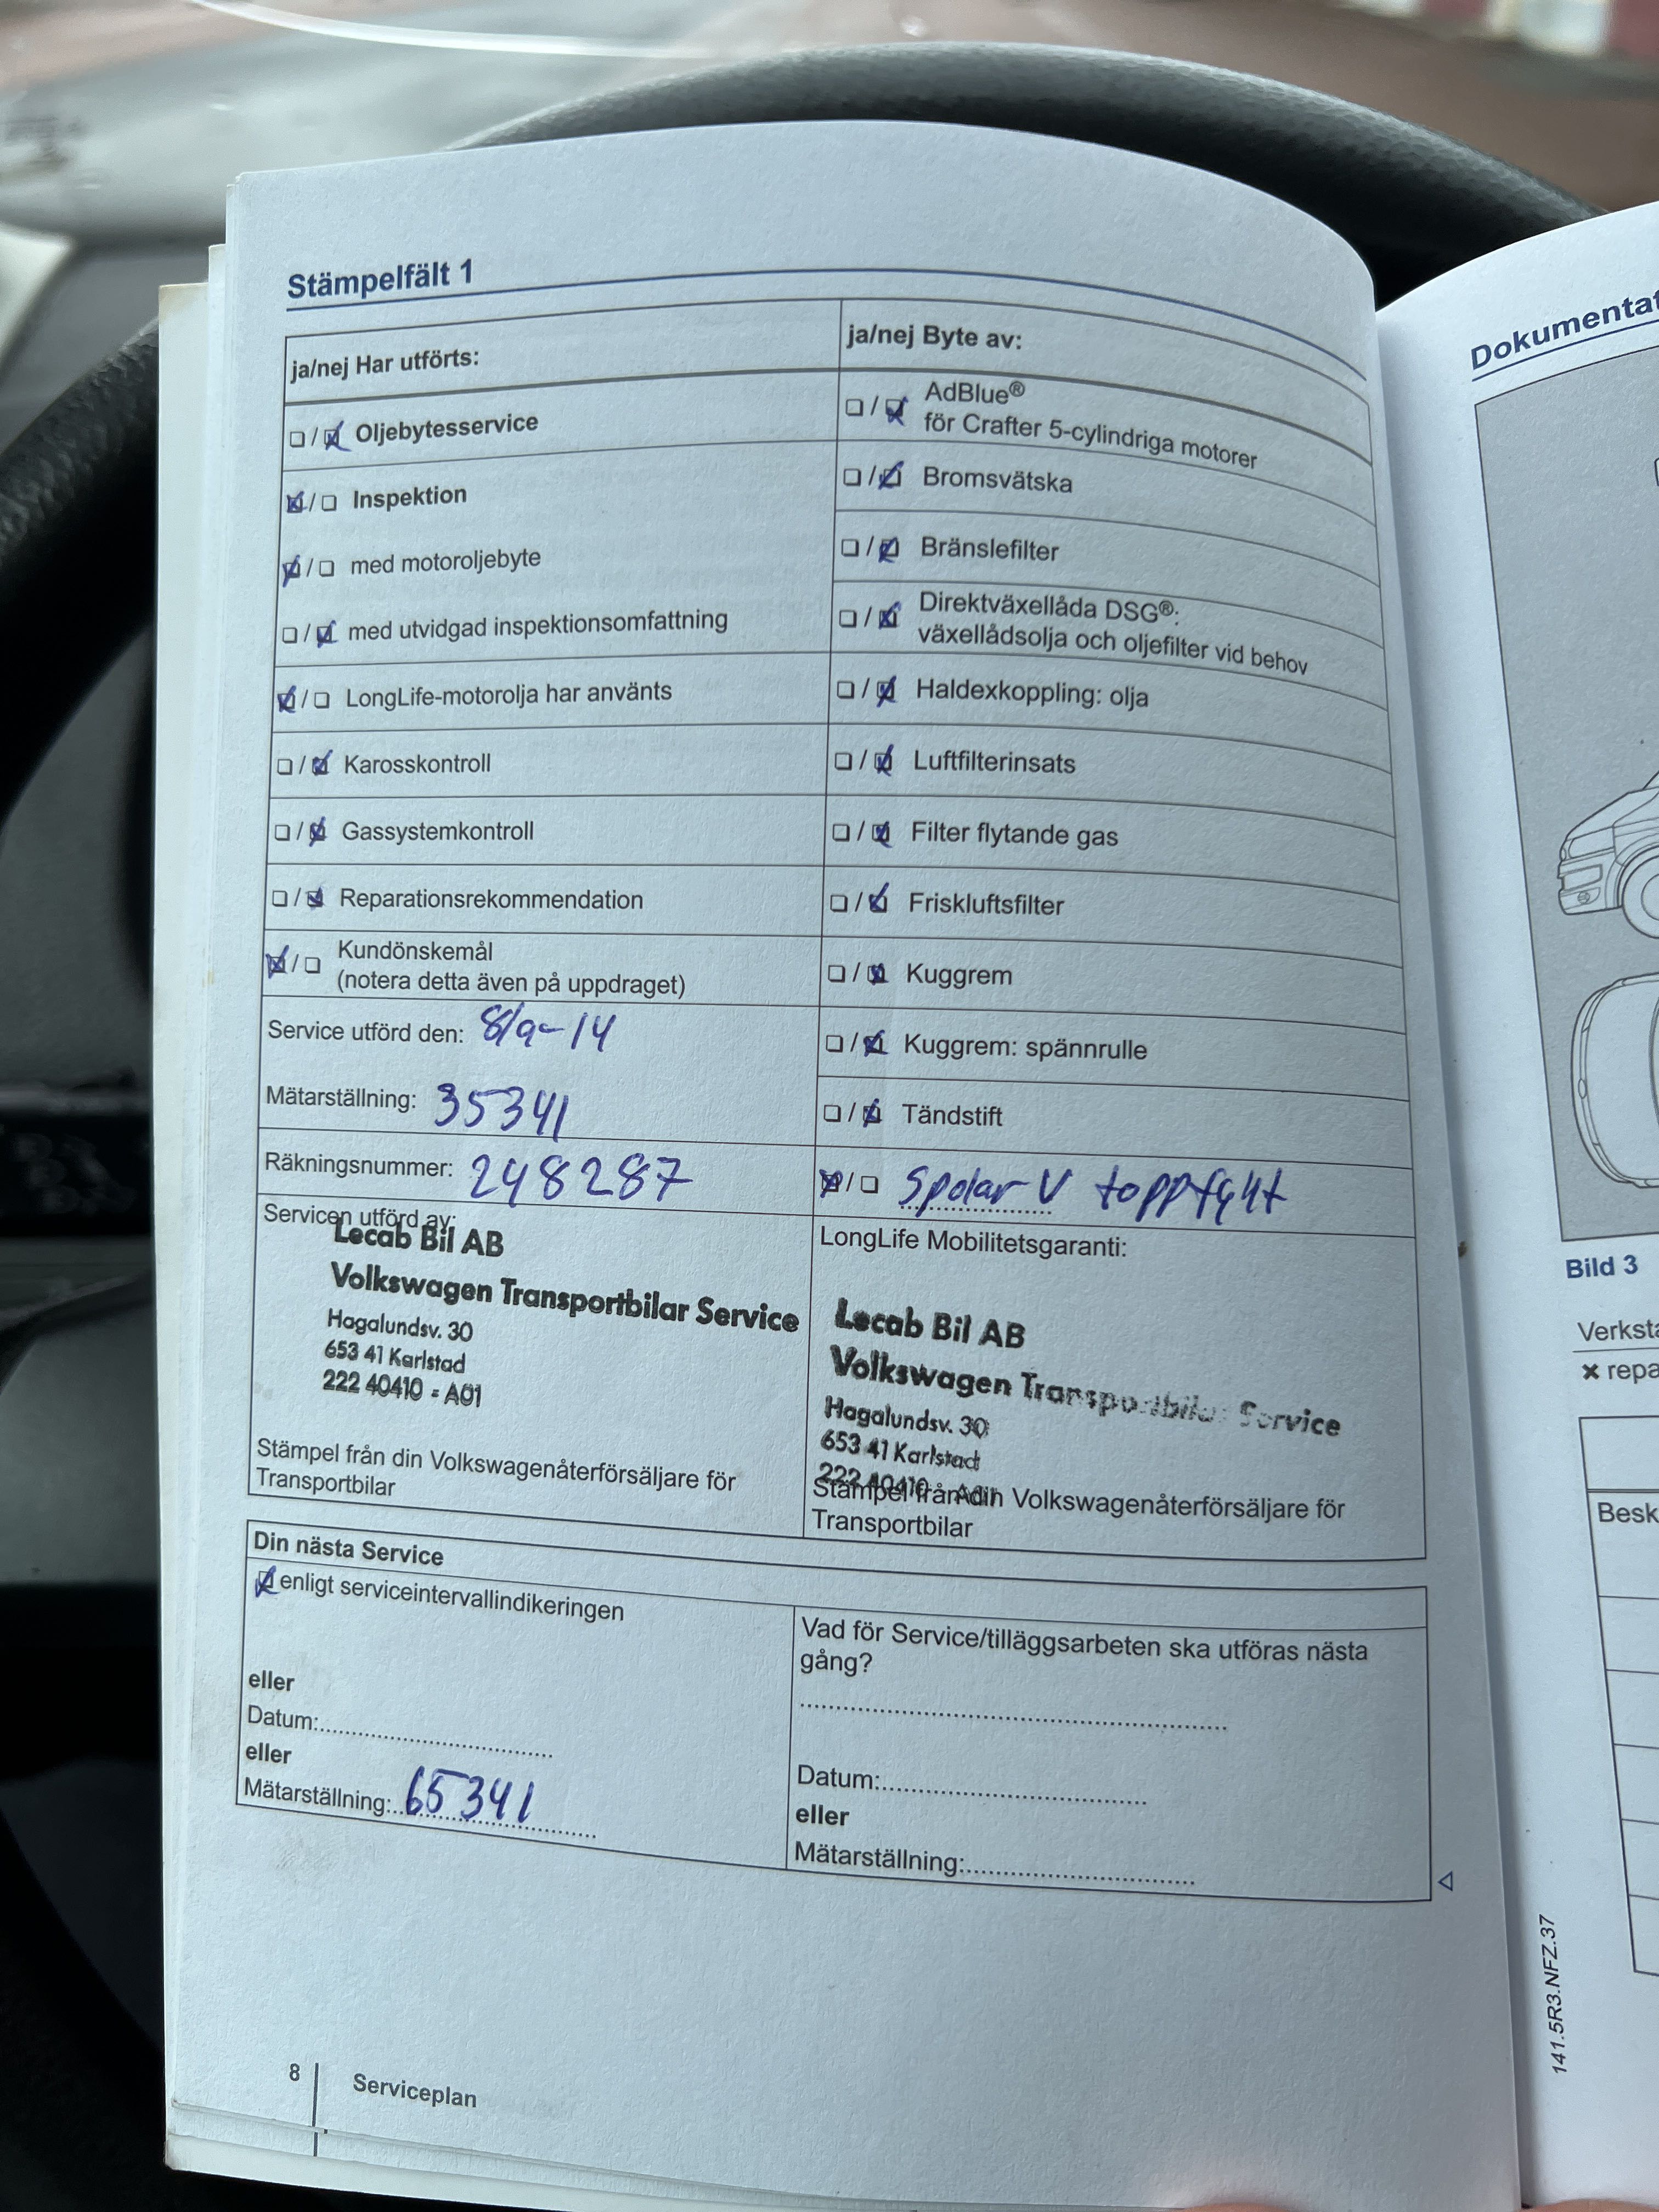 Stämpelfält 1
ja/nej Har utförts:
❏ / ☑ Oljebytesservice
☑ / ❏ Inspektion
☑ / ❏ med motoroljebyte
❏ / ☑ med utvidgad inspektionsomfattning
☑ / ❏ LongLife-motorolja har använts
❏ / ☑ Karosskontroll
❏ / ☑ Gassystemkontroll
❏ / ☑ Reparationsrekommendation
☑ / ❏ Kundönskemål
(notera detta även på uppdraget)
Service utförd den: 8/9-14
Mätarställning: 35341
Räkningsnummer: 248287
Servicen utförd av:
Lecab Bil AB
Volkswagen Transportbilar Service
Hagalundsv. 30
653 41 Karlstad
222 40410 - A01
Stämpel från din Volkswagenåterförsäljare för
Transportbilar
ja/nej Byte av:
❏ / ☑ AdBlue®
för Crafter 5-cylindriga motorer
❏ / ☑ Bromsvätska
❏ / ☑ Bränslefilter
❏ / ☑ Direktväxellåda DSG®:
växellådsolja och oljefilter vid behov
❏ / ☑ Haldexkoppling: olja
❏ / ☑ Luftfilterinsats
❏ / ☑ Filter flytande gas
❏ / ☑ Friskluftsfilter
❏ / ☑ Kuggrem
❏ / ☑ Kuggrem: spännrulle
❏ / ☑ Tändstift
☑ / ❏ Spolar V
LongLife Mobilitetsgaranti:
Lecab Bil AB
Volkswagen Transportbilar Service
Hagalundsv. 30
653 41 Karlstad
222 40410 - A01
Stämpel från din Volkswagenåterförsäljare för
Transportbilar
Din nästa Service
☑ enligt serviceintervallindikeringen
eller
Datum:
eller
Mätarställning: 65341
Vad för Service/tilläggsarbeten ska utföras nästa
gång?
Datum:
eller
Mätarställning:
8 Serviceplan
Dokumentat
Bild 3
Verksta
✖ repa
Besk
141.5R3.NFZ.37